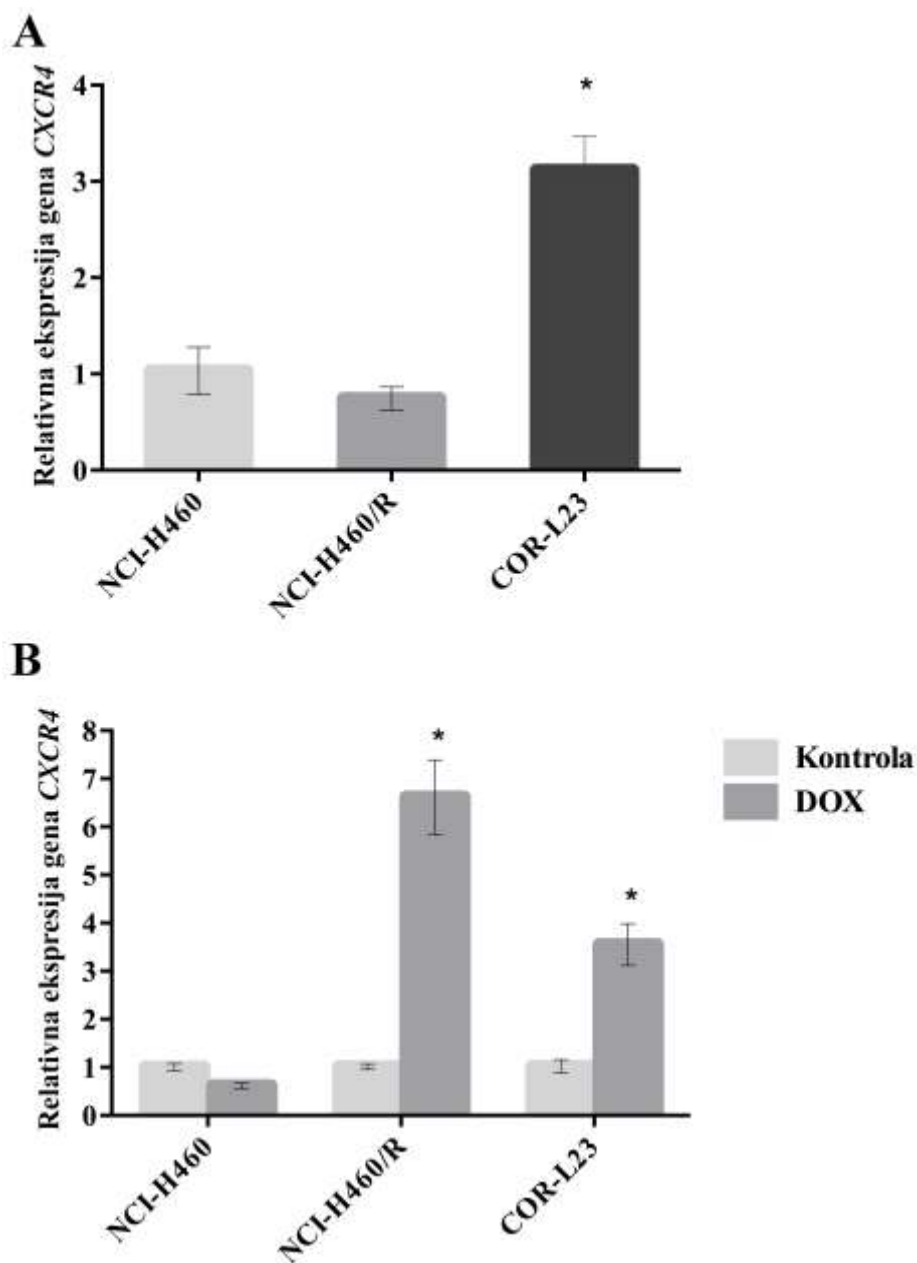 A
Relativna ekspresija gena CXCR4
4
3
2
1
0
*
NCI-H460
NCI-H460/R
COR-L23
B
Relativna ekspresija gena CXCR4
8
7
6
5
4
3
2
1
0
*
*
NCI-H460
NCI-H460/R
COR-L23
Kontrola
DOX